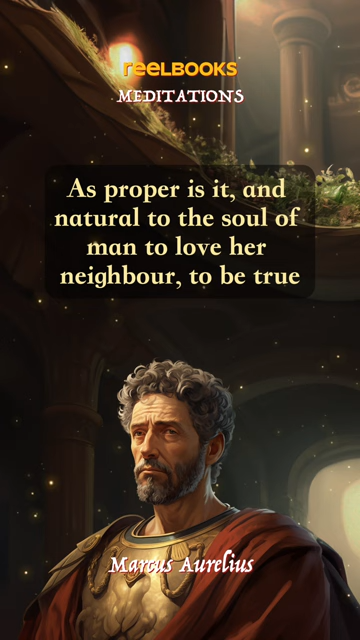 reelBOOKS
MEDITATIONS
As proper is it, and
natural to the soul of
man to love her
neighbour, to be true
Marcus Aurelius